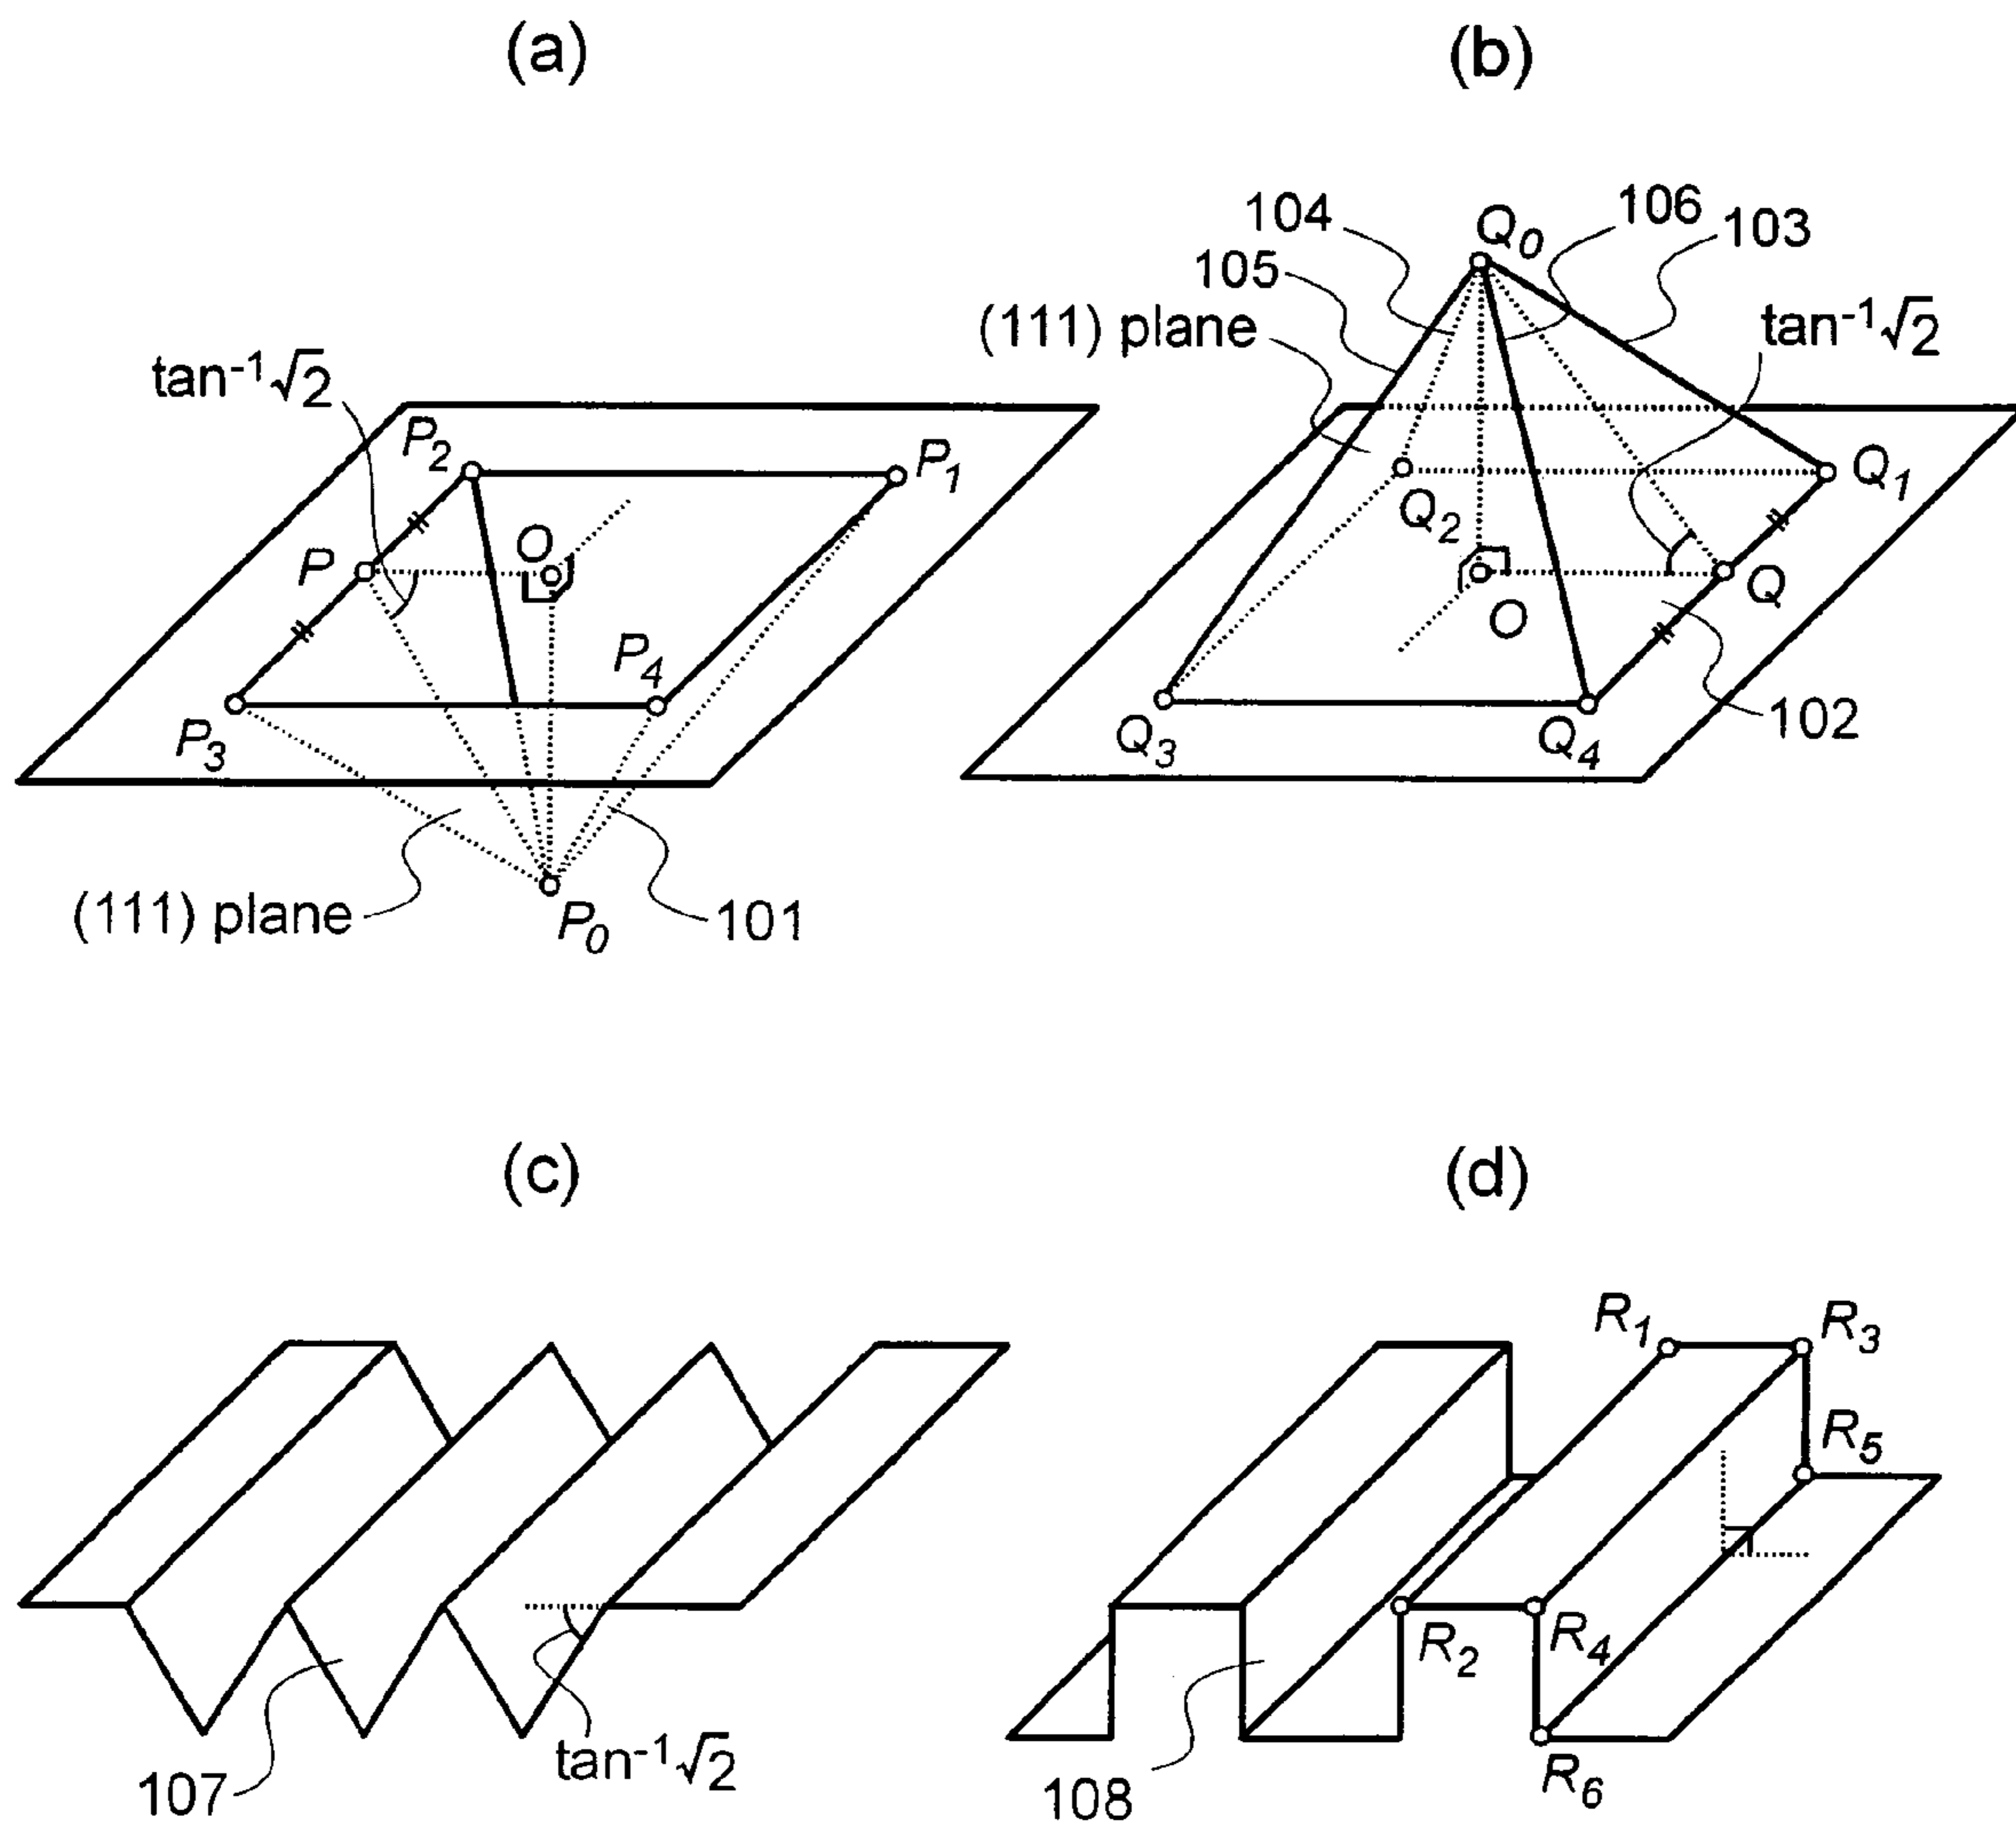 (a)
tan⁻¹√2
P₂
P₁
P
O
P₄
P₃
(111) plane
P₀
101
(b)
104
106
Q₀
103
105
(111) plane
tan⁻¹√2
Q₂
Q₁
Q
O
Q₃
Q₄
102
(c)
107
tan⁻¹√2
(d)
R₁
R₃
R₅
R₂
R₄
108
R₆